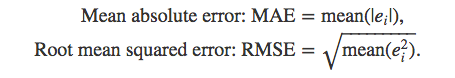 Mean absolute error: MAE = mean(|eᵢ|),
Root mean squared error: RMSE = √mean(eᵢ²).